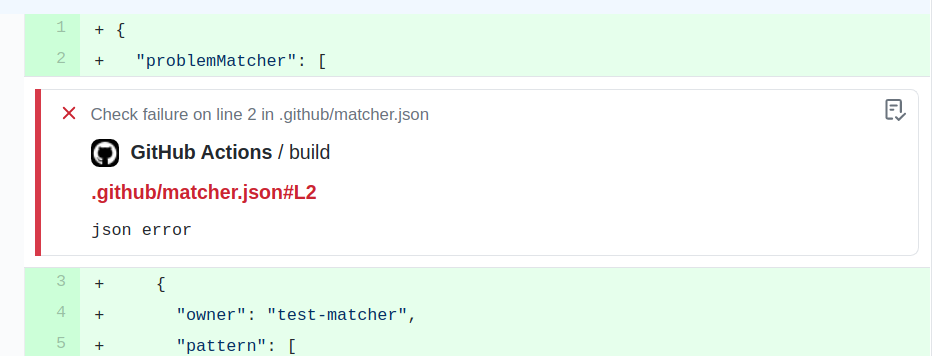 1 + {
2 + "problemMatcher": [
Check failure on line 2 in .github/matcher.json
GitHub Actions / build
.github/matcher.json#L2
json error
3 + {
4 + "owner": "test-matcher",
5 + "pattern": [